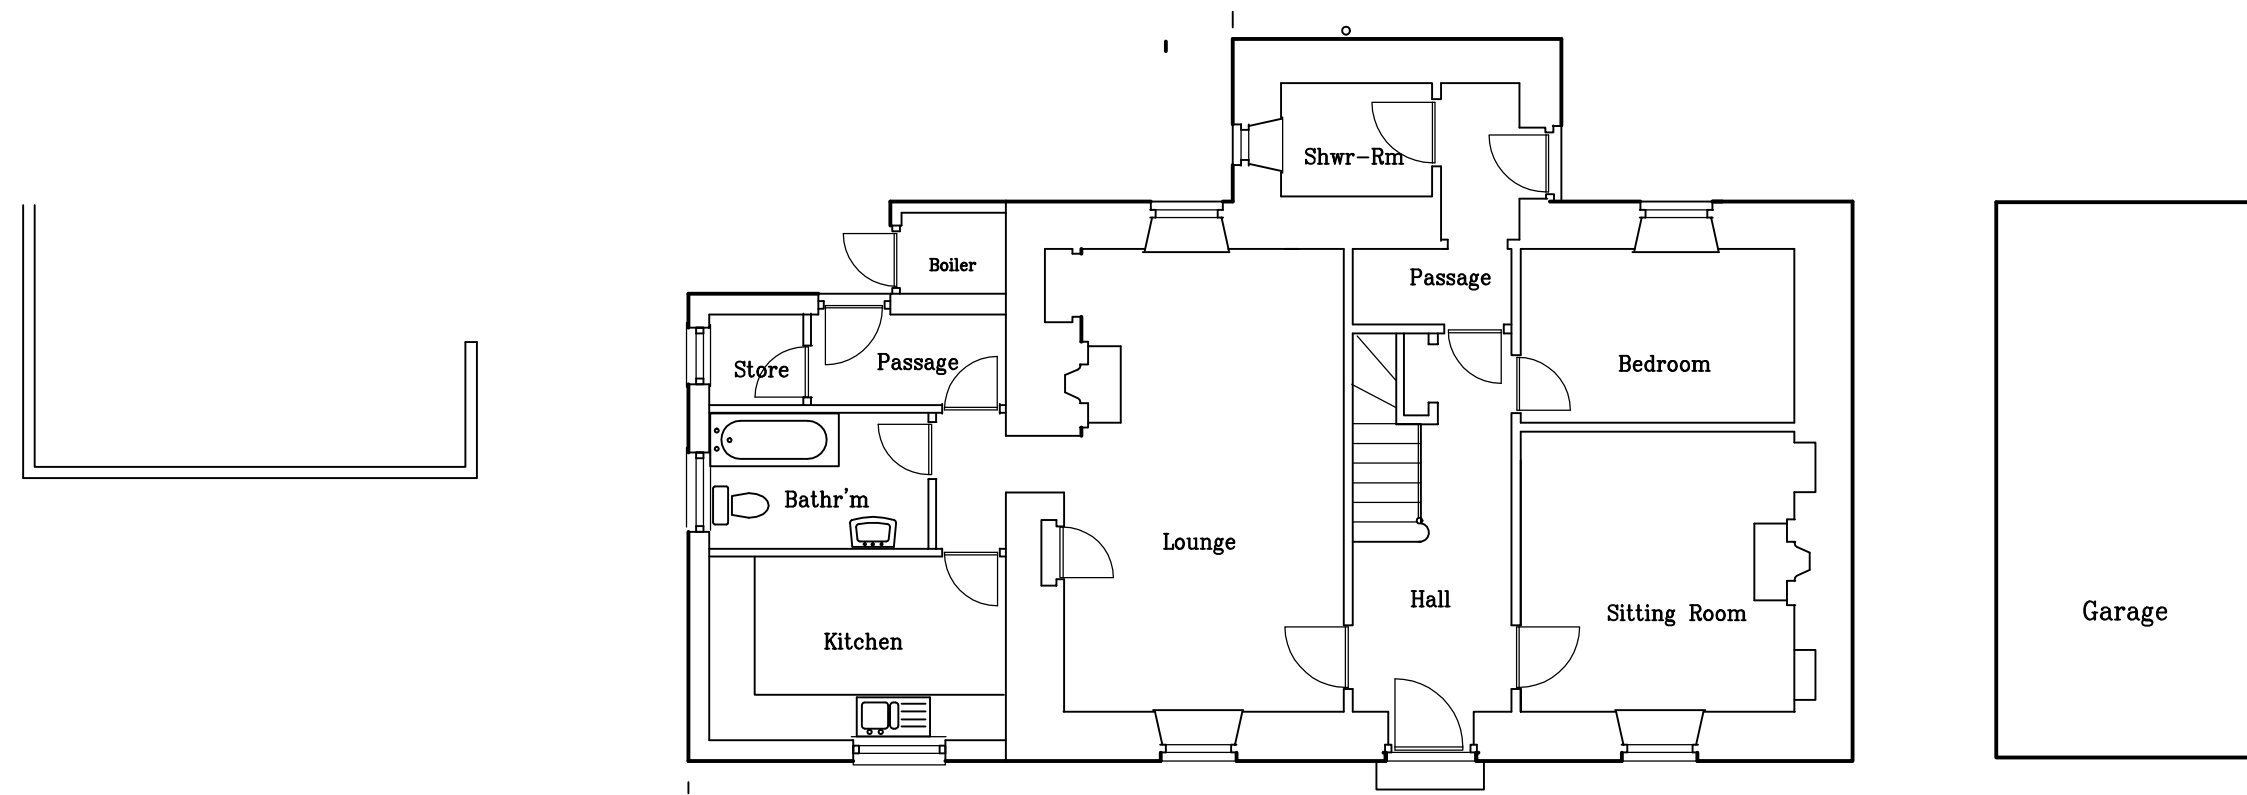 Shwr-Rm
Boiler
Passage
Store
Passage
Bedroom
Bathr'm
Lounge
Hall
Sitting Room
Garage
Kitchen